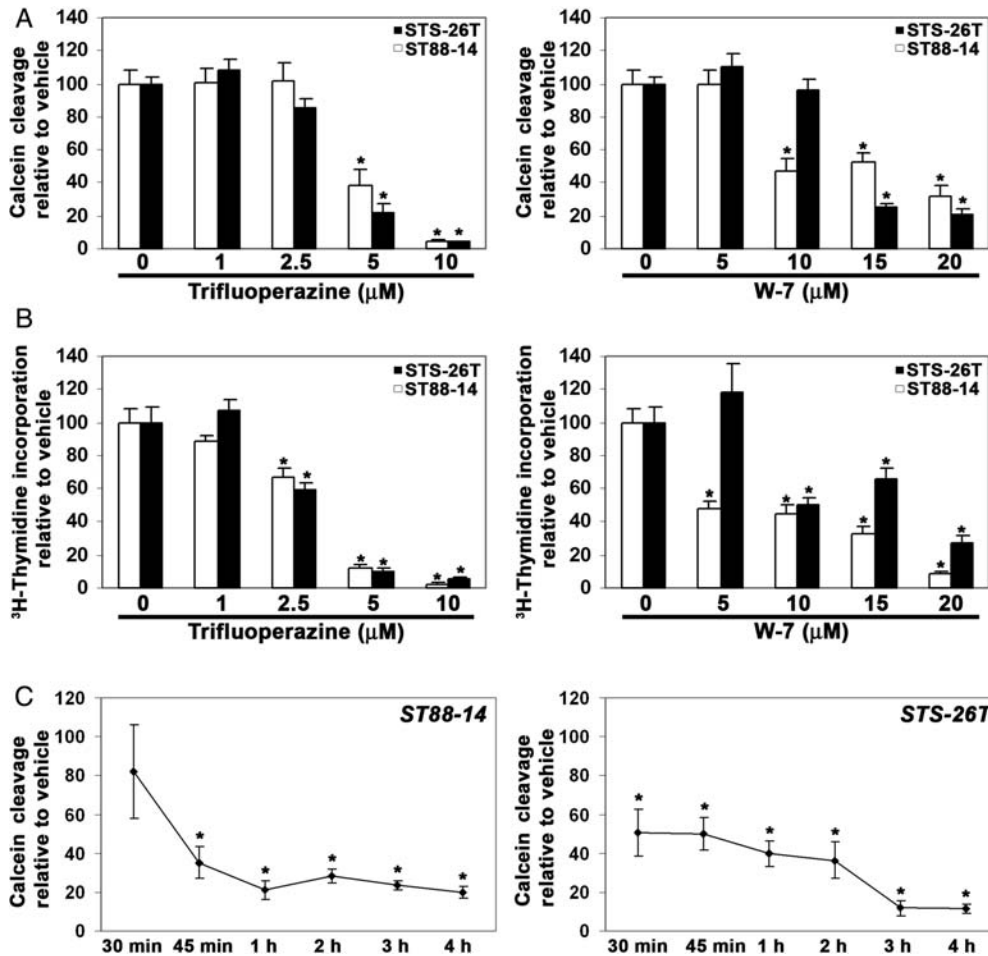 A
Calcein cleavage
relative to vehicle
140
120
100
80
60
40
20
0
STS-26T
ST88-14
* * * *
0 1 2.5 5 10
Trifluoperazine (μM)
Calcein cleavage
relative to vehicle
140
120
100
80
60
40
20
0
STS-26T
ST88-14
* * * * *
0 5 10 15 20
W-7 (μM)
B
³H-Thymidine incorporation
relative to vehicle
140
120
100
80
60
40
20
0
STS-26T
ST88-14
* * * * * *
0 1 2.5 5 10
Trifluoperazine (μM)
³H-Thymidine incorporation
relative to vehicle
140
120
100
80
60
40
20
0
STS-26T
ST88-14
* * * * * * *
0 5 10 15 20
W-7 (μM)
C
Calcein cleavage
relative to vehicle
120
100
80
60
40
20
0
ST88-14
* * * * *
30 min 45 min 1 h 2 h 3 h 4 h
Calcein cleavage
relative to vehicle
120
100
80
60
40
20
0
STS-26T
* * * * * *
30 min 45 min 1 h 2 h 3 h 4 h